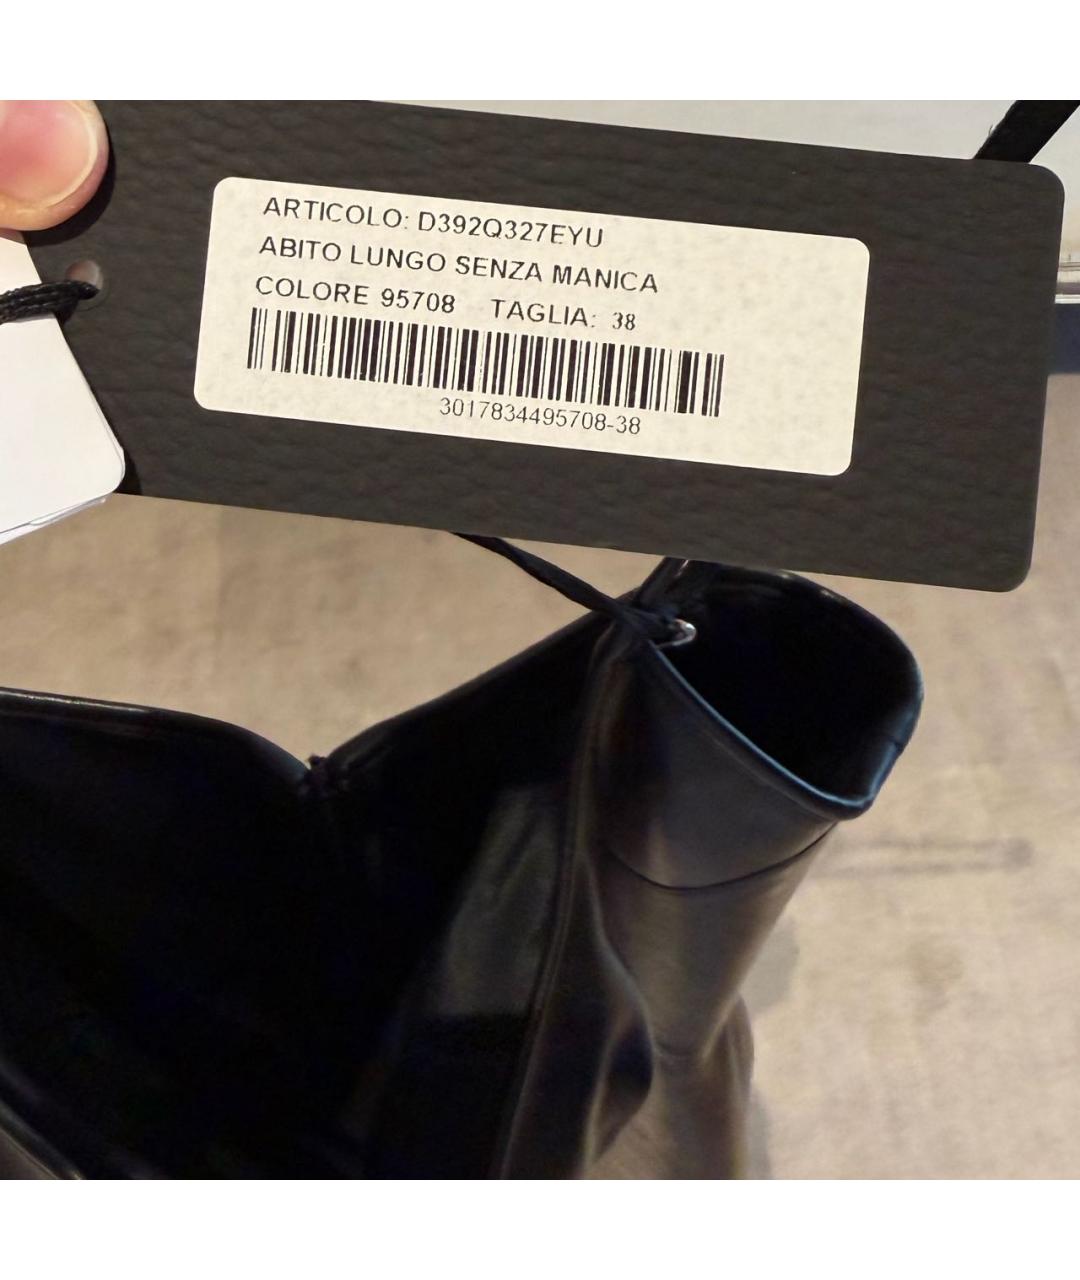 ARTICOLO: D392Q327EYU
ABITO LUNGO SENZA MANICA
COLORE 95708 TAGLIA: 38
3017834495708-38